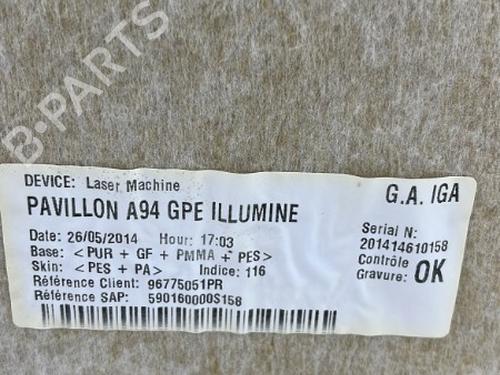 B-PARTS
DEVICE: Laser Machine
G.A. IGA
PAVILLON A94 GPE ILLUMINE
Date: 26/05/2014 Hour: 17:03
Serial N:
201414610158
Base: < PUR + GF + PMMA + PES>
Skin: <PES + PA> Indice: 116
Contrôle
Gravure: OK
Référence Client: 96775051PR
Référence SAP: 590160000S158